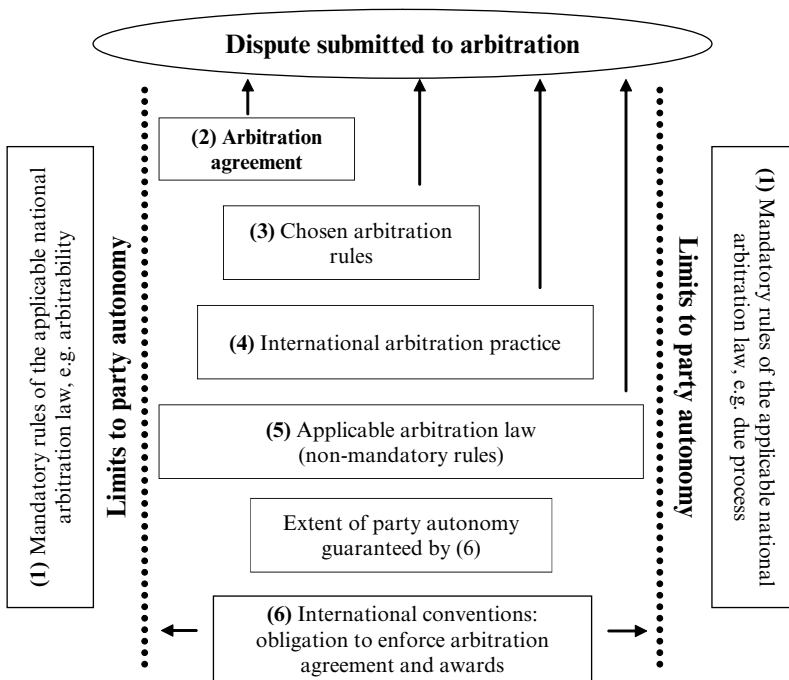 Dispute submitted to arbitration
(1) Mandatory rules of the applicable national
arbitration law, e.g. arbitrability
Limits to party autonomy
(2) Arbitration
agreement
(3) Chosen arbitration
rules
(4) International arbitration practice
(5) Applicable arbitration law
(non-mandatory rules)
Extent of party autonomy
guaranteed by (6)
(6) International conventions:
obligation to enforce arbitration
agreement and awards
Limits to party autonomy
(1) Mandatory rules of the applicable national
arbitration law, e.g. due process